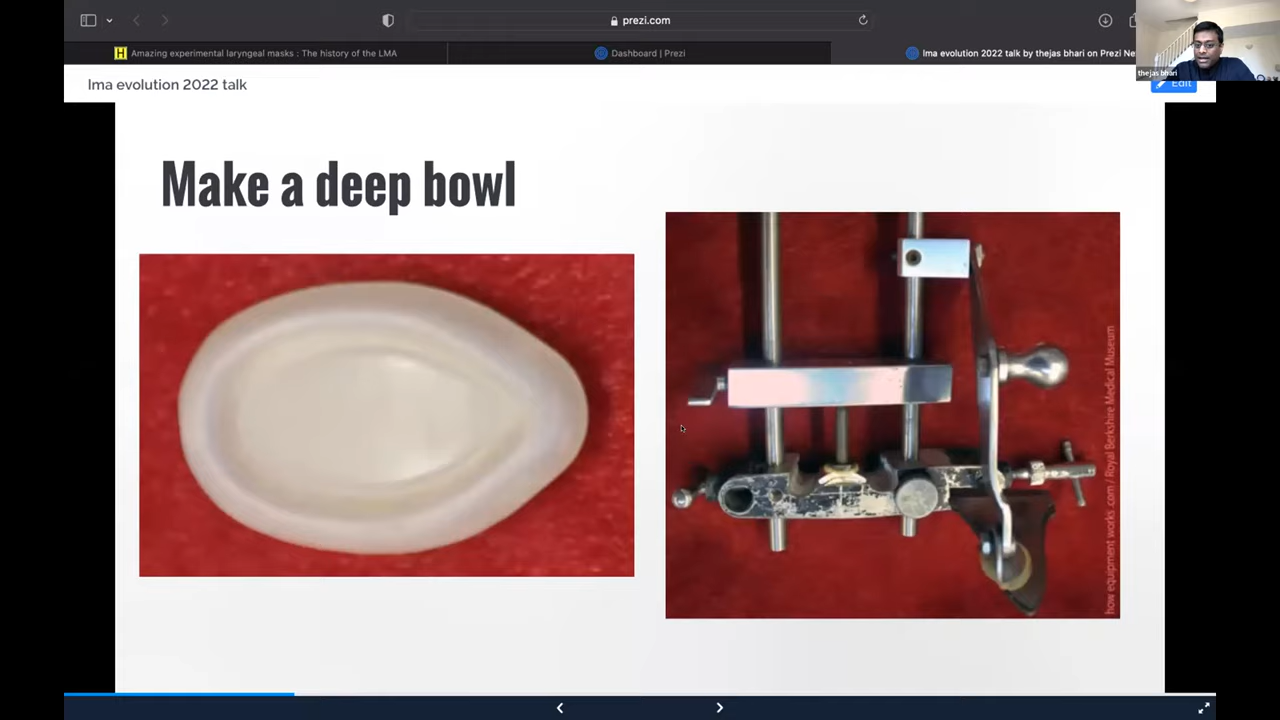 prezi.com
Amazing experimental laryngeal masks : The history of the LMA
Dashboard | Prezi
lma evolution 2022 talk by thejas bhari on Prezi Ne
thejas bhari
lma evolution 2022 talk
Edit
Make a deep bowl
how equipment works .com / Royal Berkshire Medical Museum